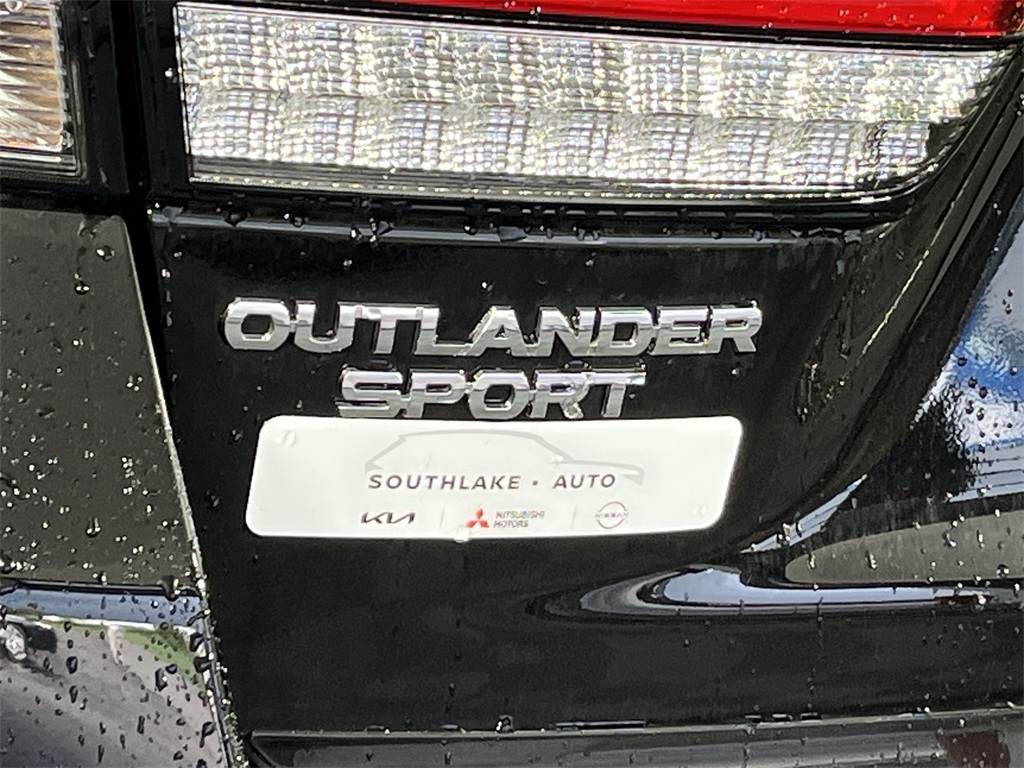 OUTLANDER
SPORT
SOUTHLAKE • AUTO
KIA MITSUBISHI MOTORS NISSAN